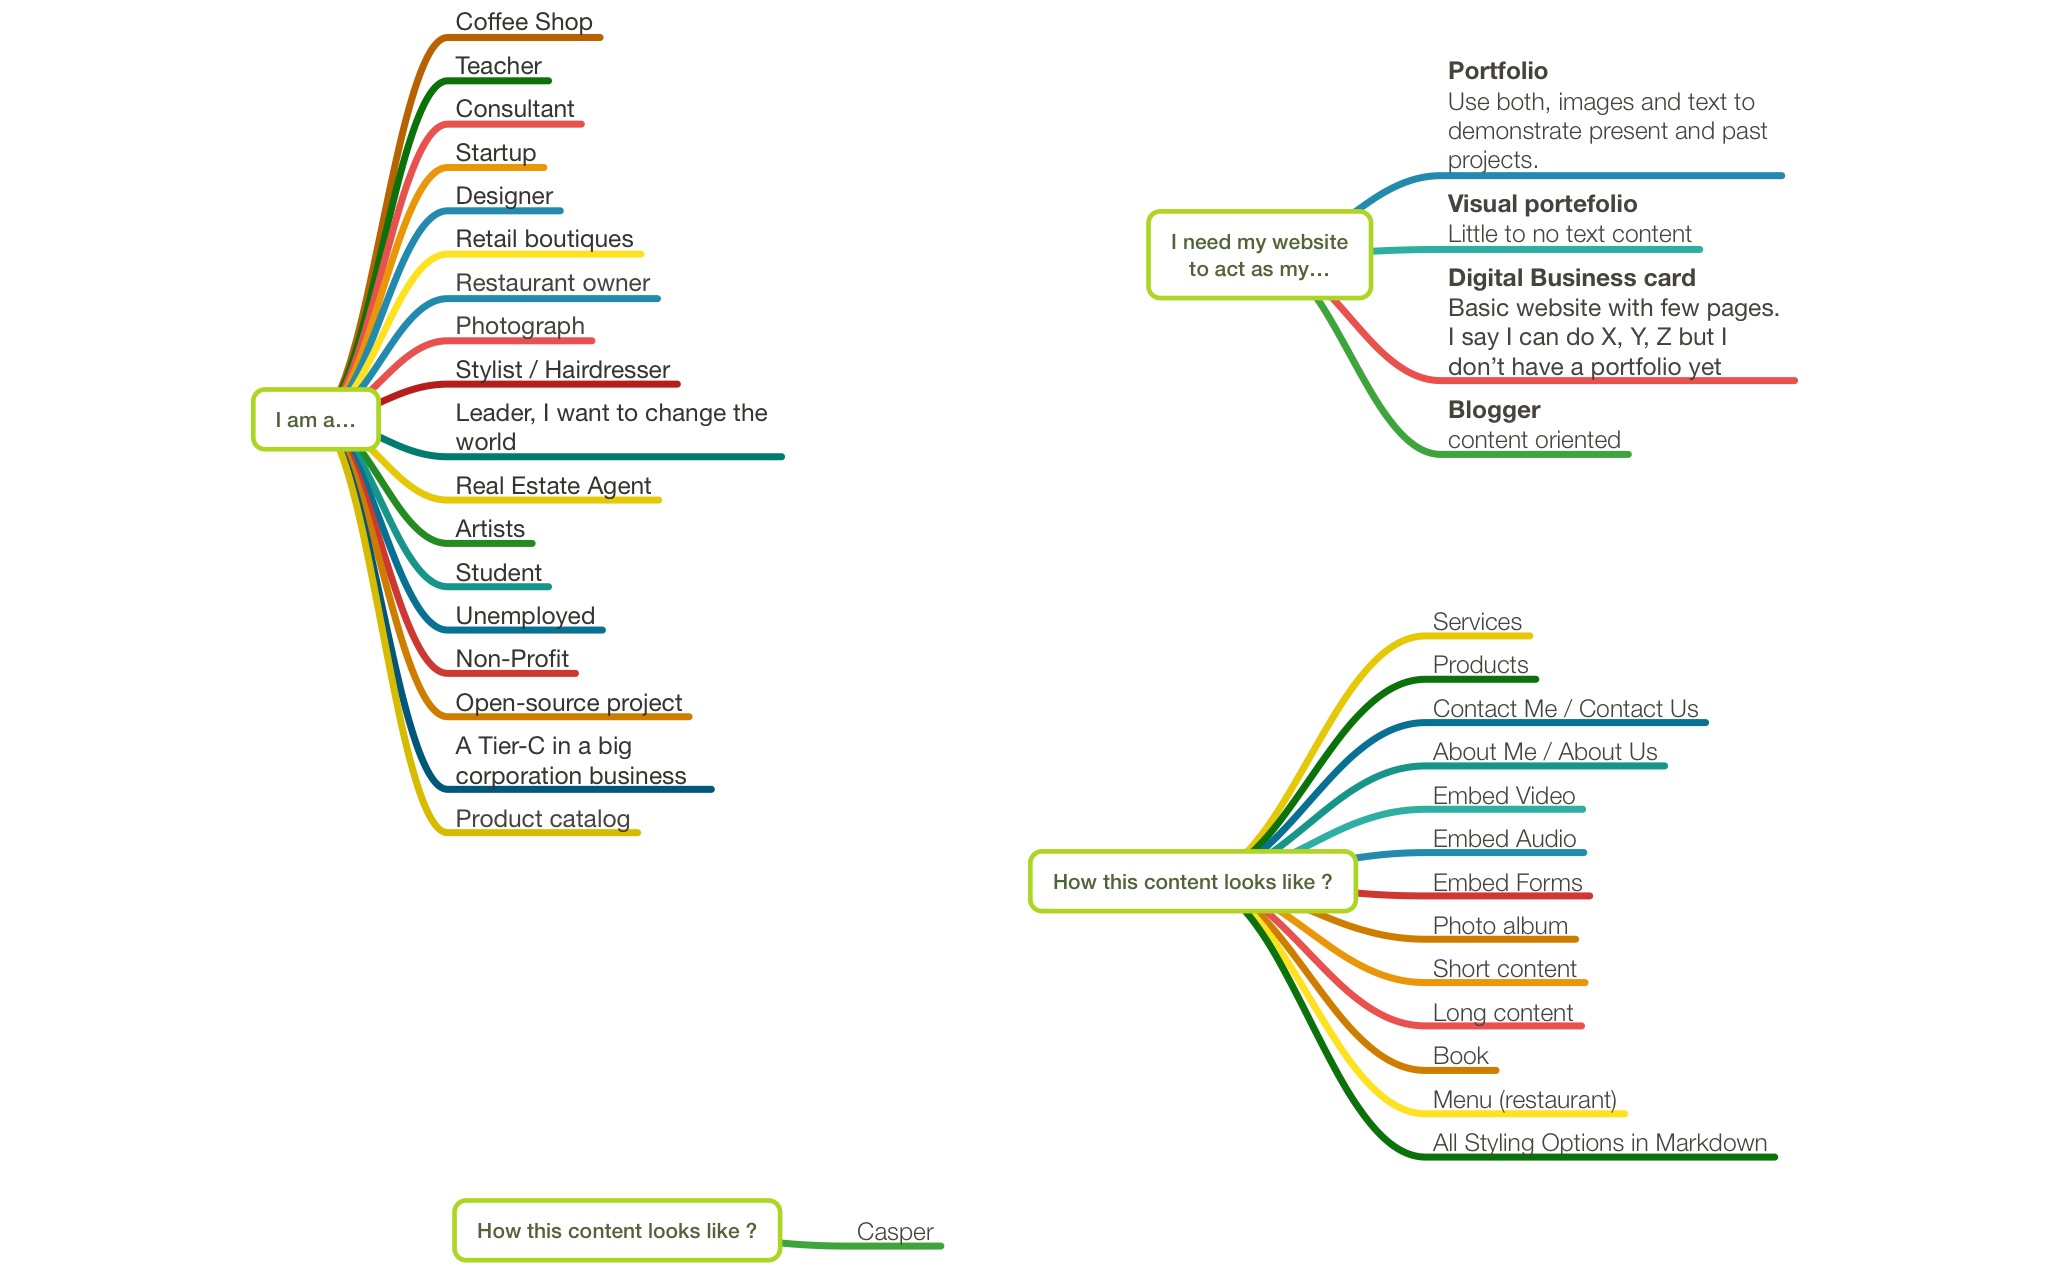 Coffee Shop
Teacher
Consultant
Startup
Designer
Retail boutiques
Restaurant owner
Photograph
Stylist / Hairdresser
Leader, I want to change the
world
I am a...
Real Estate Agent
Artists
Student
Unemployed
Non-Profit
Open-source project
A Tier-C in a big
corporation business
Product catalog
Portfolio
Use both, images and text to
demonstrate present and past
projects.
Visual portefolio
Little to no text content
I need my website
to act as my...
Digital Business card
Basic website with few pages.
I say I can do X, Y, Z but I
don’t have a portfolio yet
Blogger
content oriented
Services
Products
Contact Me / Contact Us
About Me / About Us
Embed Video
Embed Audio
How this content looks like ?
Embed Forms
Photo album
Short content
Long content
Book
Menu (restaurant)
All Styling Options in Markdown
How this content looks like ?
Casper